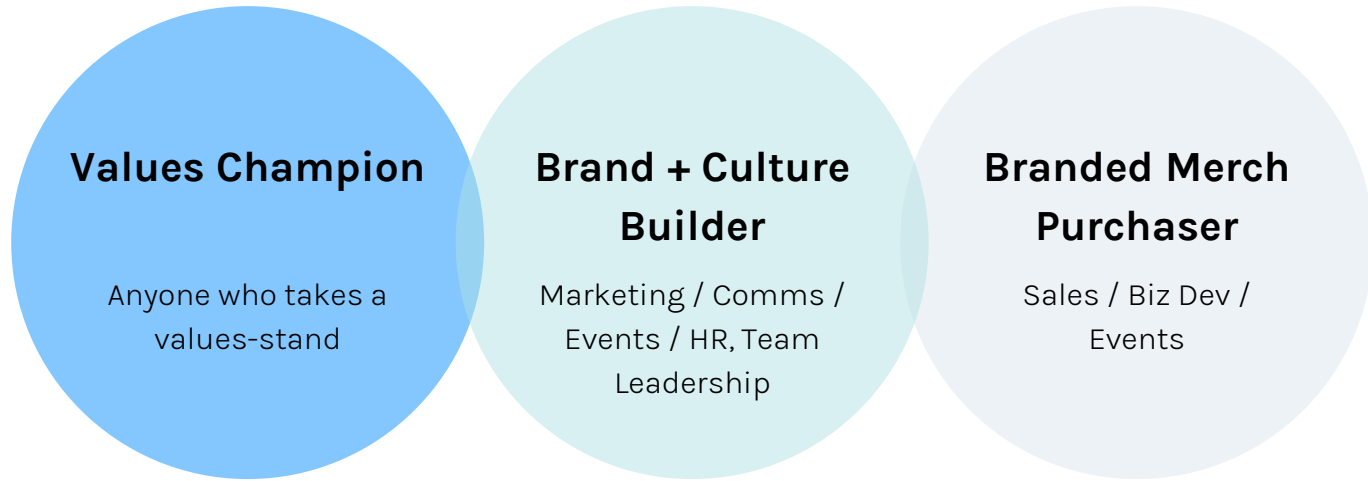 Values Champion
Anyone who takes a
values-stand
Brand + Culture
Builder
Marketing / Comms /
Events / HR, Team
Leadership
Branded Merch
Purchaser
Sales / Biz Dev /
Events